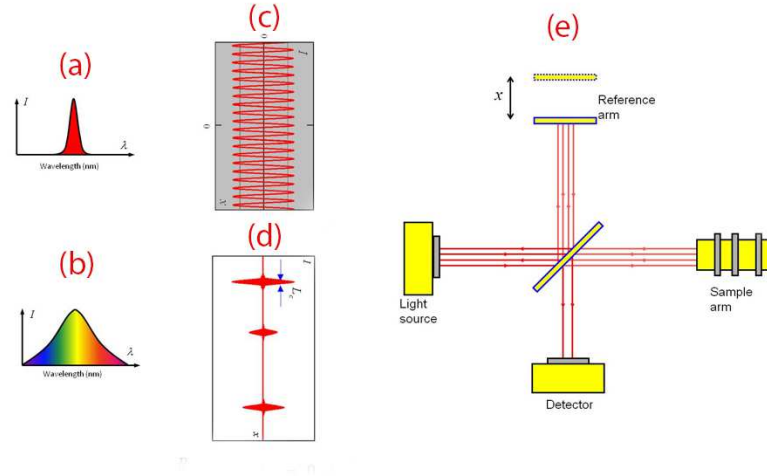 (a)
I
λ
Wavelength (nm)
(b)
I
λ
Wavelength (nm)
(c)
0
I
0
x
(d)
I
Lc
x
(e)
x
Reference
arm
Light
source
Sample
arm
Detector